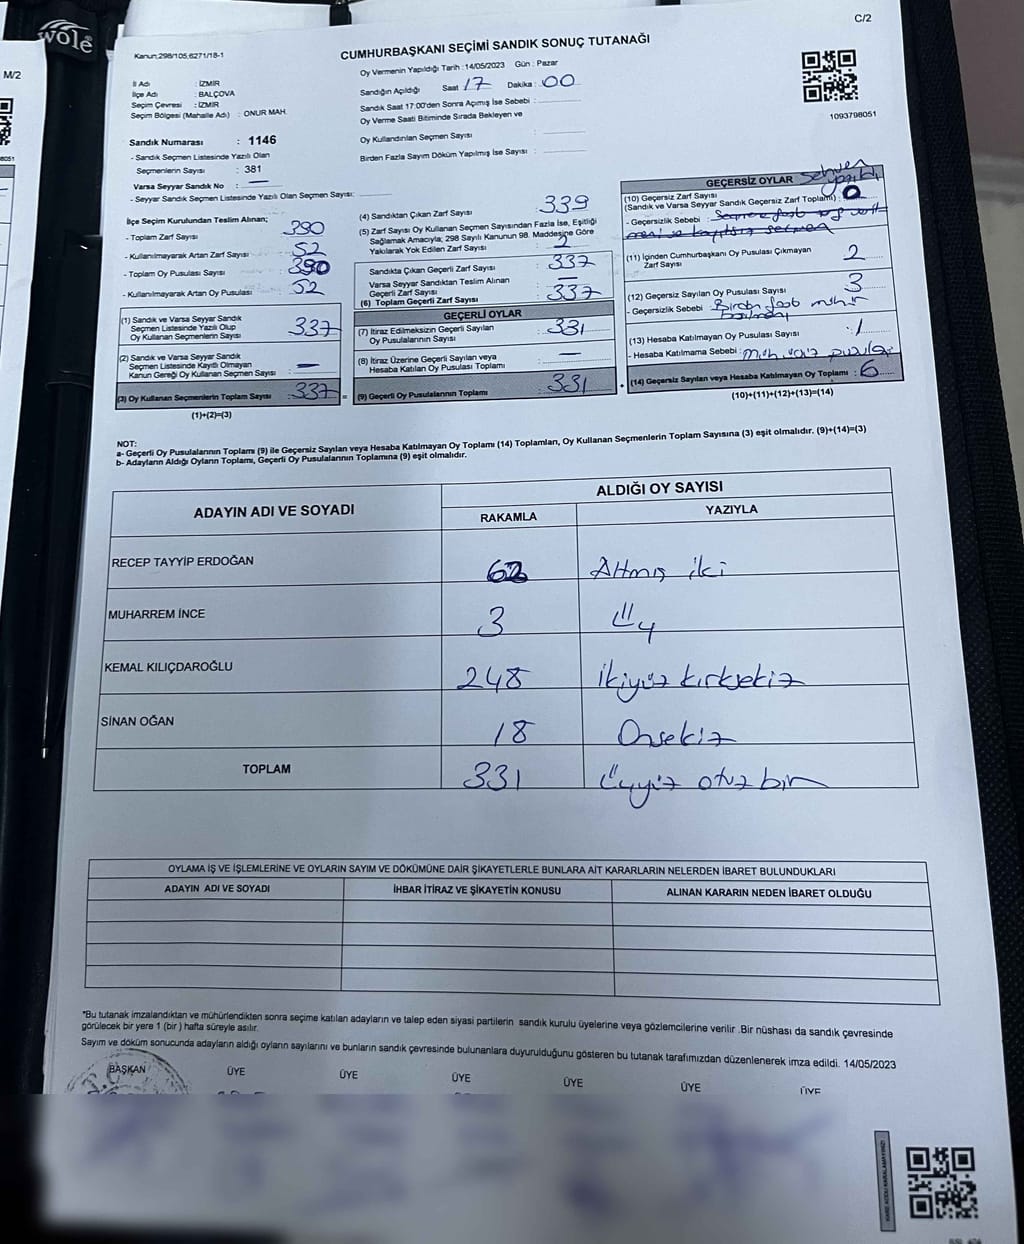 wole
M/2
C/2
Kanun:298/105,6271/18-1
CUMHURBAŞKANI SEÇİMİ SANDIK SONUÇ TUTANAĞI
İl Adı : İZMİR
İlçe Adı : BALÇOVA
Seçim Çevresi : İZMİR
Seçim Bölgesi (Mahalle Adı) : ONUR MAH.
Oy Vermenin Yapıldığı Tarih :14/05/2023 Gün : Pazar
Sandığın Açıldığı Saat : 17 Dakika : 00
Sandık Saat 17:00'den Sonra Açımış İse Sebebi :
Oy Verme Saati Bitiminde Sırada Bekleyen ve
Oy Kullandırılan Seçmen Sayısı :
Birden Fazla Sayım Döküm Yapılmış İse Sayısı :
1093798051
Sandık Numarası : 1146
- Sandık Seçmen Listesinde Yazılı Olan
Seçmenlerin Sayısı : 381
Varsa Seyyar Sandık No : —
- Seyyar Sandık Seçmen Listesinde Yazılı Olan Seçmen Sayısı:
İlçe Seçim Kurulundan Teslim Alınan;
- Toplam Zarf Sayısı : 390
- Kullanılmayarak Artan Zarf Sayısı : 52
- Toplam Oy Pusulası Sayısı : 390
- Kullanılmayarak Artan Oy Pusulası : 52
(1) Sandık ve Varsa Seyyar Sandık
Seçmen Listesinde Yazılı Olup
Oy Kullanan Seçmenlerin Sayısı : 337
(2) Sandık ve Varsa Seyyar Sandık
Seçmen Listesinde Kayıtlı Olmayan
Kanun Gereği Oy Kullanan Seçmen Sayısı : —
(3) Oy Kullanan Seçmenlerin Toplam Sayısı : 337
(1)+(2)=(3)
(4) Sandıktan Çıkan Zarf Sayısı : 339
(5) Zarf Sayısı Oy Kullanan Seçmen Sayısından Fazla İse, Eşitliği
Sağlamak Amacıyla; 298 Sayılı Kanunun 98. Maddesine Göre
Yakılarak Yok Edilen Zarf Sayısı : 2
Sandıkta Çıkan Geçerli Zarf Sayısı : 337
Varsa Seyyar Sandıktan Teslim Alınan
Geçerli Zarf Sayısı : —
(6) Toplam Geçerli Zarf Sayısı : 337
GEÇERLİ OYLAR
(7) İtiraz Edilmeksizin Geçerli Sayılan
Oy Pusulasının Sayısı : 331
(8) İtiraz Üzerine Geçerli Sayılan veya
Hesaba Katılan Oy Pusulası Toplamı : —
(9) Geçerli Oy Pusulalarının Toplamı : 331
GEÇERSİZ OYLAR Sehven yazıldı
(10) Geçersiz Zarf Sayısı
(Sandık ve Varsa Seyyar Sandık Geçersiz Zarf Toplamı) : 0
- Geçersizlik Sebebi :
(11) İçinden Cumhurbaşkanı Oy Pusulası Çıkmayan
Zarf Sayısı : 2
(12) Geçersiz Sayılan Oy Pusulası Sayısı : 3
- Geçersizlik Sebebi : Birden fazla mühür
(13) Hesaba Katılmayan Oy Pusulası Sayısı : 1
- Hesaba Katılmama Sebebi :
(14) Geçersiz Sayılan veya Hesaba Katılmayan Oy Toplamı : 6
(10)+(11)+(12)+(13)=(14)
NOT:
a- Geçerli Oy Pusulalarının Toplamı (9) ile Geçersiz Sayılan veya Hesaba Katılmayan Oy Toplamı (14) Toplamları, Oy Kullanan Seçmenlerin Toplam Sayısına (3) eşit olmalıdır. (9)+(14)=(3)
b- Adayların Aldığı Oyların Toplamı, Geçerli Oy Pusulalarının Toplamına (9) eşit olmalıdır.
ADAYIN ADI VE SOYADI
ALDIĞI OY SAYISI
RAKAMLA YAZIYLA
RECEP TAYYİP ERDOĞAN 62 Altmış iki
MUHARREM İNCE 3 Üç
KEMAL KILIÇDAROĞLU 248 İkiyüz kırksekiz
SİNAN OĞAN 18 Onsekiz
TOPLAM 331 Üçyüz otuz bir
OYLAMA İŞ VE İŞLEMLERİNE VE OYLARIN SAYIM VE DÖKÜMÜNE DAİR ŞİKAYETLERLE BUNLARA AİT KARARLARIN NELERDEN İBARET BULUNDUKLARI
ADAYIN ADI VE SOYADI İHBAR İTİRAZ VE ŞİKAYETİN KONUSU ALINAN KARARIN NEDEN İBARET OLDUĞU
*Bu tutanak imzalandıktan ve mühürlendikten sonra seçime katılan adayların ve talep eden siyasi partilerin sandık kurulu üyelerine veya gözlemcilerine verilir .Bir nüshası da sandık çevresinde
görülecek bir yere 1 (bir ) hafta süreyle asılır.
Sayım ve döküm sonucunda adayların aldığı oyların sayılarını ve bunların sandık çevresinde bulunanlara duyurulduğunu gösteren bu tutanak tarafımızdan düzenlenerek imza edildi. 14/05/2023
BAŞKAN ÜYE ÜYE ÜYE ÜYE ÜYE ÜYE